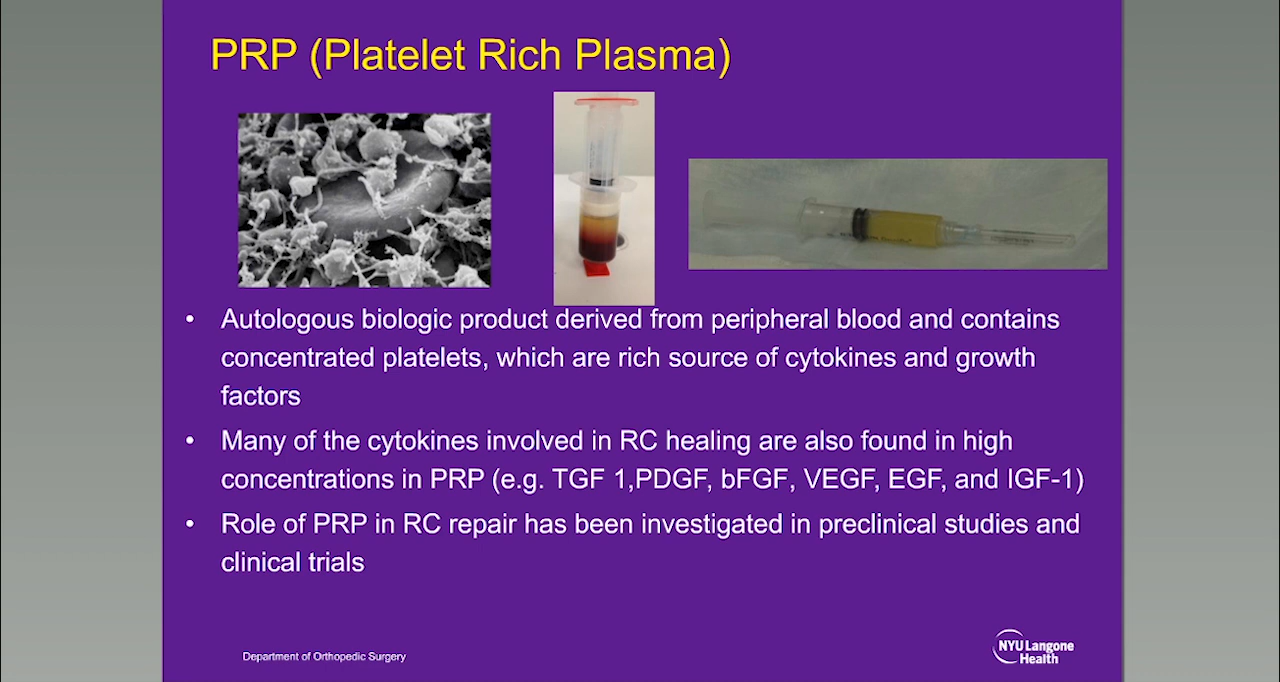 PRP (Platelet Rich Plasma)
• Autologous biologic product derived from peripheral blood and contains
concentrated platelets, which are rich source of cytokines and growth
factors
• Many of the cytokines involved in RC healing are also found in high
concentrations in PRP (e.g. TGF 1,PDGF, bFGF, VEGF, EGF, and IGF-1)
• Role of PRP in RC repair has been investigated in preclinical studies and
clinical trials
Department of Orthopedic Surgery
NYU Langone
Health